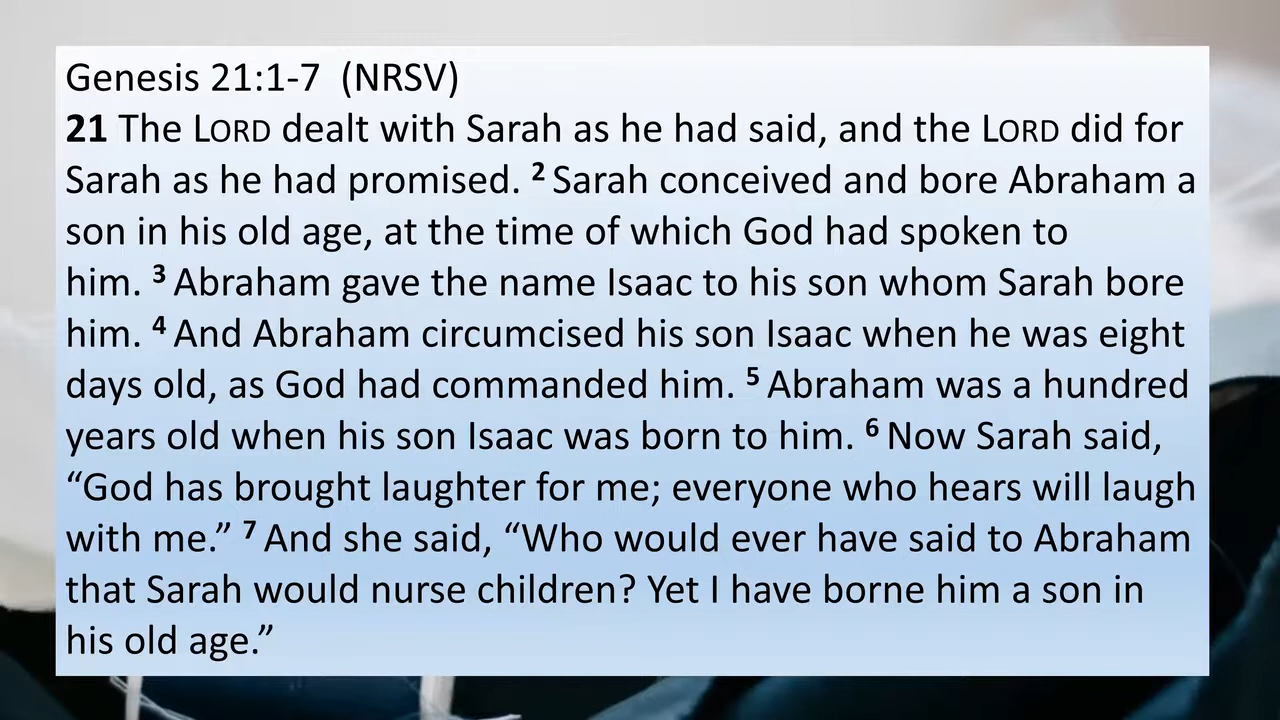 Genesis 21:1-7  (NRSV)
21 The LORD dealt with Sarah as he had said, and the LORD did for
Sarah as he had promised. 2 Sarah conceived and bore Abraham a
son in his old age, at the time of which God had spoken to
him. 3 Abraham gave the name Isaac to his son whom Sarah bore
him. 4 And Abraham circumcised his son Isaac when he was eight
days old, as God had commanded him. 5 Abraham was a hundred
years old when his son Isaac was born to him. 6 Now Sarah said,
“God has brought laughter for me; everyone who hears will laugh
with me.” 7 And she said, “Who would ever have said to Abraham
that Sarah would nurse children? Yet I have borne him a son in
his old age.”